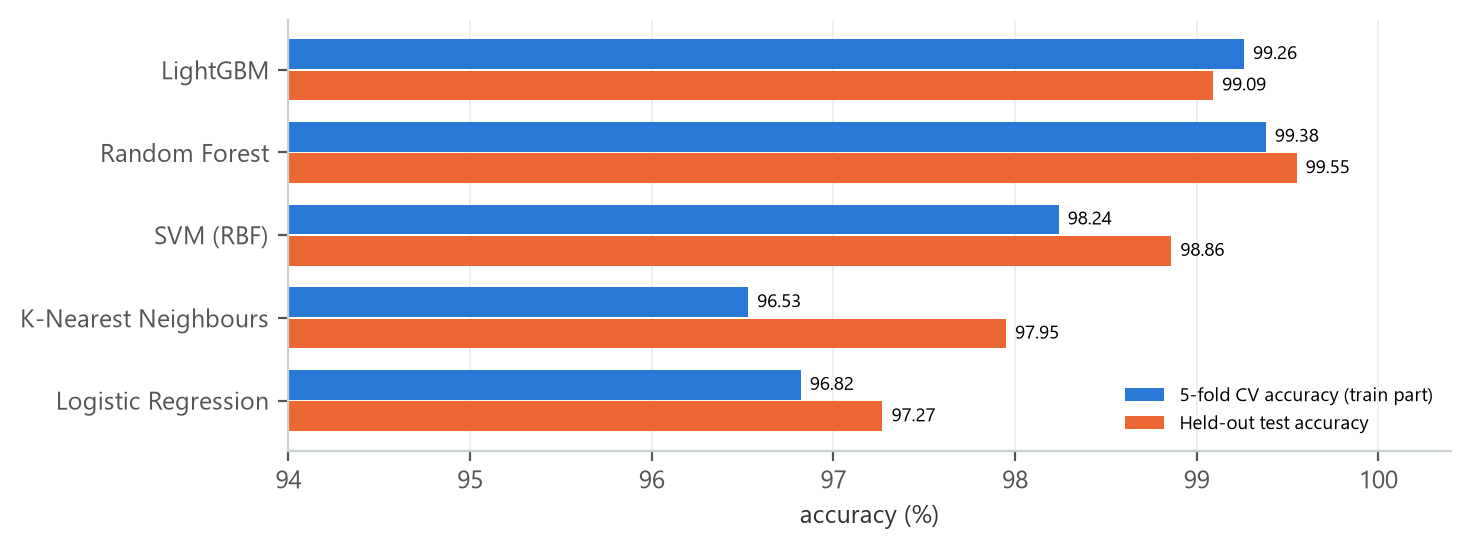 LightGBM
99.26
99.09
Random Forest
99.38
99.55
SVM (RBF)
98.24
98.86
K-Nearest Neighbours
96.53
97.95
Logistic Regression
96.82
97.27
5-fold CV accuracy (train part)
Held-out test accuracy
94 95 96 97 98 99 100
accuracy (%)